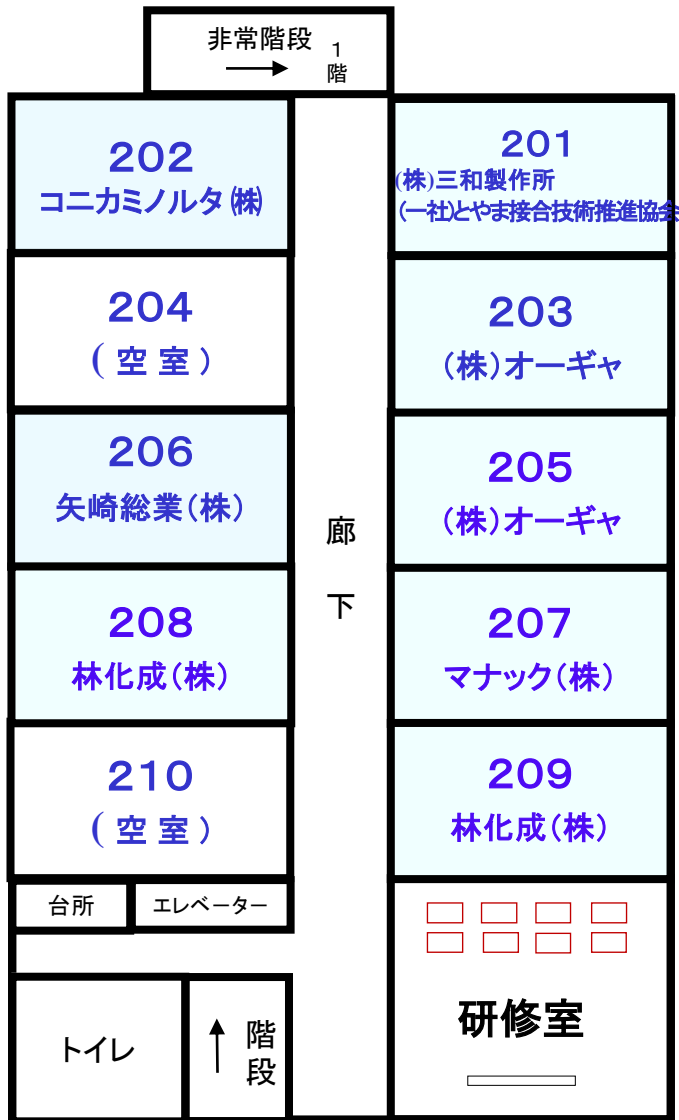 非常階段
1
階
202
コニカミノルタ(株)
201
(株)三和製作所
(一社)とやま接合技術推進協会
204
( 空 室 )
203
(株)オーギャ
206
矢崎総業(株)
205
(株)オーギャ
廊
下
208
林化成(株)
207
マナック(株)
210
( 空 室 )
209
林化成(株)
台所
エレベーター
研修室
トイレ
階
段